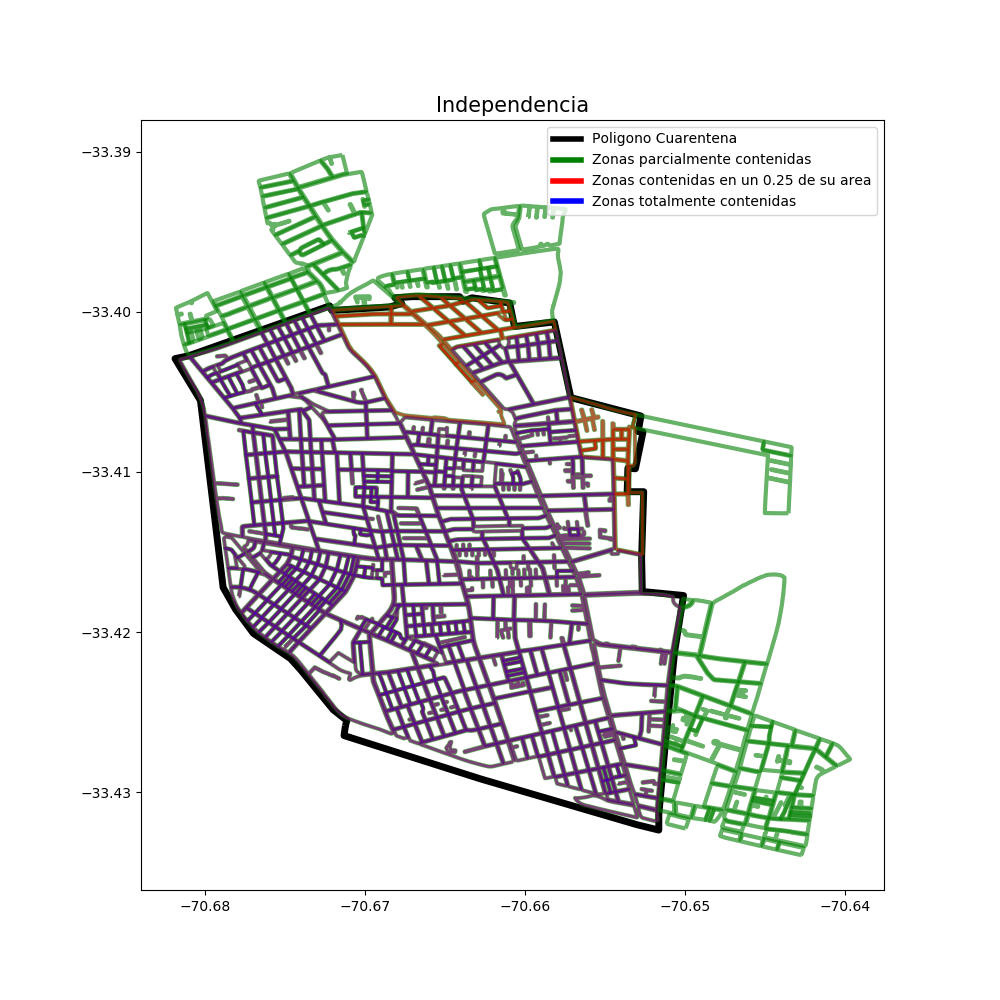 Independencia
Poligono Cuarentena
Zonas parcialmente contenidas
Zonas contenidas en un 0.25 de su area
Zonas totalmente contenidas
−33.39
−33.40
−33.41
−33.42
−33.43
−70.68 −70.67 −70.66 −70.65 −70.64